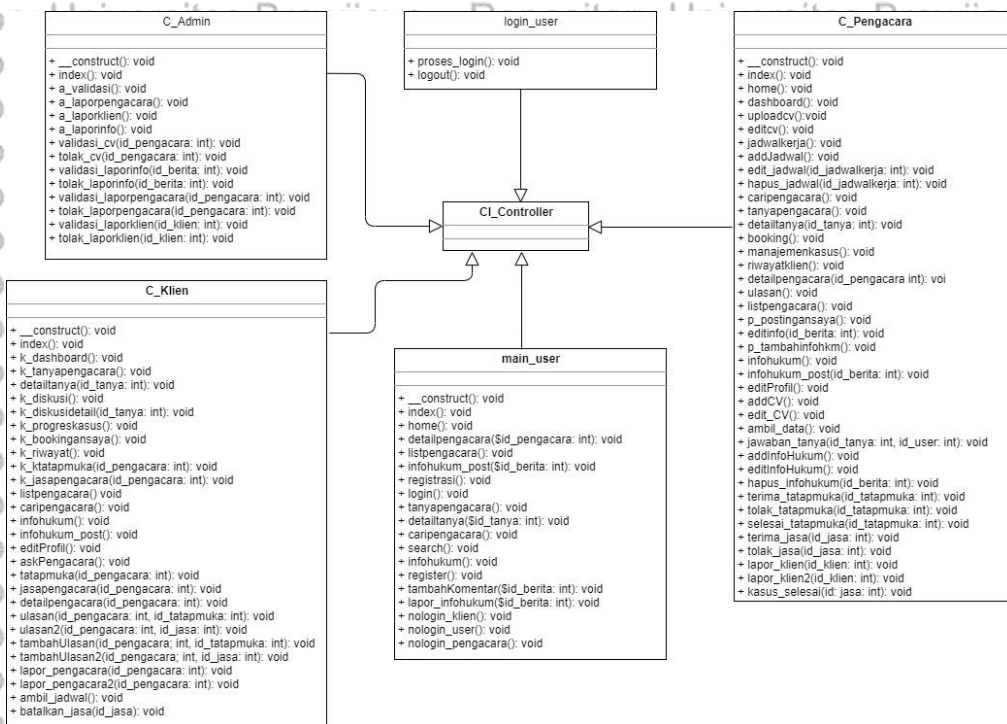 C_Admin
+ __construct(): void
+ index(): void
+ a_validasi(): void
+ a_laporpengacara(): void
+ a_laporklien(): void
+ a_laporinfo(): void
+ validasi_cv(id_pengacara: int): void
+ tolak_cv(id_pengacara: int): void
+ validasi_laporinfo(id_berita: int): void
+ tolak_laporinfo(id_berita: int): void
+ validasi_laporpengacara(id_pengacara: int): void
+ tolak_laporpengacara(id_pengacara: int): void
+ validasi_laporklien(id_klien: int): void
+ tolak_laporklien(id_klien: int): void
login_user
+ proses_login(): void
+ logout(): void
C_Pengacara
+ __construct(): void
+ index(): void
+ home(): void
+ dashboard(): void
+ uploadcv():void
+ editcv(): void
+ jadwalkerja(): void
+ addJadwal(): void
+ edit_jadwal(id_jadwalkerja: int): void
+ hapus_jadwal(id_jadwalkerja: int): void
+ caripengacara(): void
+ tanyapengacara(): void
+ detailtanya(id_tanya: int): void
+ booking(): void
+ manajemenkasus(): void
+ riwayatklien(): void
+ detailpengacara(id_pengacara int): voi
+ ulasan(): void
+ listpengacara(): void
+ p_postingansaya(): void
+ editinfo(id_berita: int): void
+ p_tambahinfohkm(): void
+ infohukum(): void
+ infohukum_post(id_berita: int): void
+ editProfil(): void
+ addCV(): void
+ edit_CV(): void
+ ambil_data(): void
+ jawaban_tanya(id_tanya: int, id_user: int): void
+ addInfoHukum(): void
+ editInfoHukum(): void
+ hapus_infohukum(id_berita: int): void
+ terima_tatapmuka(id_tatapmuka: int): void
+ tolak_tatapmuka(id_tatapmuka: int): void
+ selesai_tatapmuka(id_tatapmuka: int): void
+ terima_jasa(id_jasa: int): void
+ tolak_jasa(id_jasa: int): void
+ lapor_klien(id_klien: int): void
+ lapor_klien2(id_klien: int): void
+ kasus_selesai(id: jasa: int): void
CI_Controller
C_Klien
+ __construct(): void
+ index(): void
+ k_dashboard(): void
+ k_tanyapengacara(): void
+ detailtanya(id_tanya: int): void
+ k_diskusi(): void
+ k_diskusidetail(id_tanya: int): void
+ k_progreskasus(): void
+ k_bookingansaya(): void
+ k_riwayat(): void
+ k_ktatapmuka(id_pengacara: int): void
+ k_jasapengacara(id_pengacara: int): void
+ listpengacara() void
+ caripengacara(): void
+ infohukum(): void
+ infohukum_post(): void
+ editProfil(): void
+ askPengacara(): void
+ tatapmuka(id_pengacara: int): void
+ jasapengacara(id_pengacara: int): void
+ detailpengacara(id_pengacara: int): void
+ ulasan(id_pengacara: int, id_tatapmuka: int): void
+ ulasan2(id_pengacara: int, id_jasa: int): void
+ tambahUlasan(id_pengacara; int, id_tatapmuka: int): void
+ tambahUlasan2(id_pengacara; int, id_jasa: int): void
+ lapor_pengacara(id_pengacara: int): void
+ lapor_pengacara2(id_pengacara: int): void
+ ambil_jadwal(): void
+ batalkan_jasa(id_jasa): void
main_user
+ __construct(): void
+ index(): void
+ home(): void
+ detailpengacara($id_pengacara: int): void
+ listpengacara(): void
+ infohukum_post($id_berita: int): void
+ registrasi(): void
+ login(): void
+ tanyapengacara(): void
+ detailtanya($id_tanya: int): void
+ caripengacara(): void
+ search(): void
+ infohukum(): void
+ register(): void
+ tambahKomentar($id_berita: int): void
+ lapor_infohukum($id_berita: int): void
+ nologin_klien(): void
+ nologin_user(): void
+ nologin_pengacara(): void